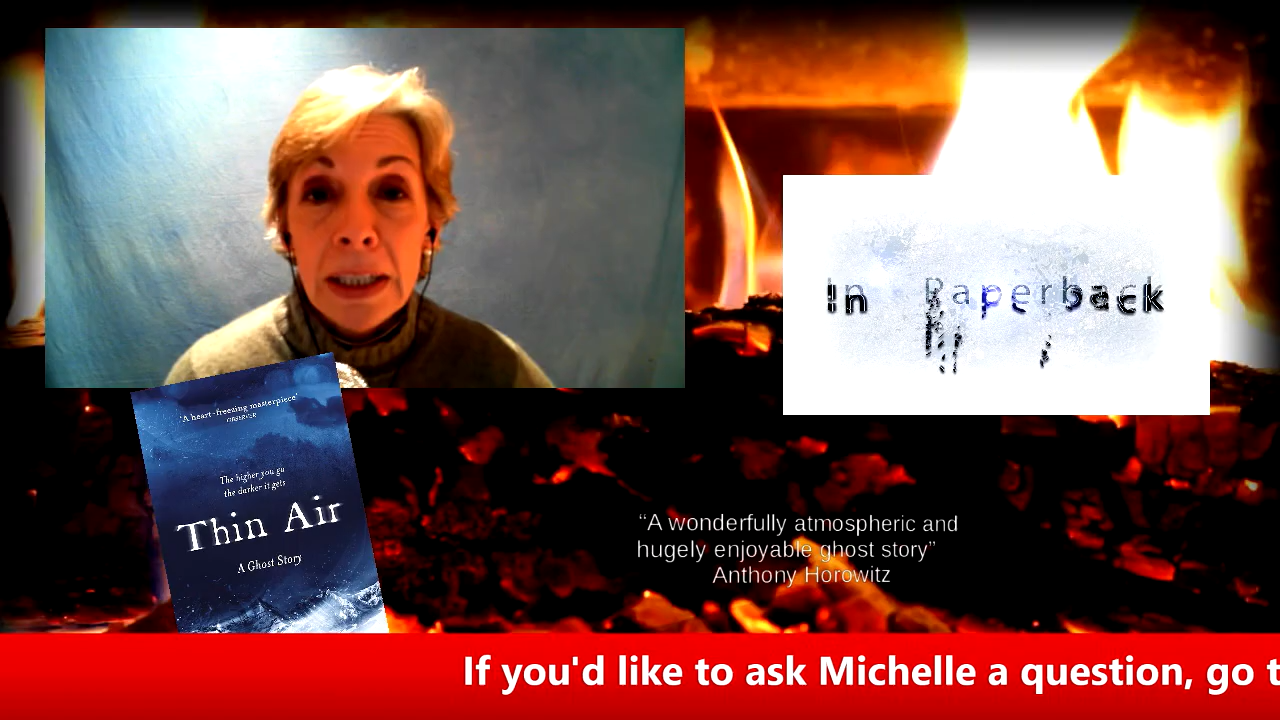 'A heart-freezing masterpiece'
OBSERVER
The higher you go
the darker it gets
Thin Air
A Ghost Story
In Paperback
“A wonderfully atmospheric and
hugely enjoyable ghost story”
Anthony Horowitz
If you'd like to ask Michelle a question, go t